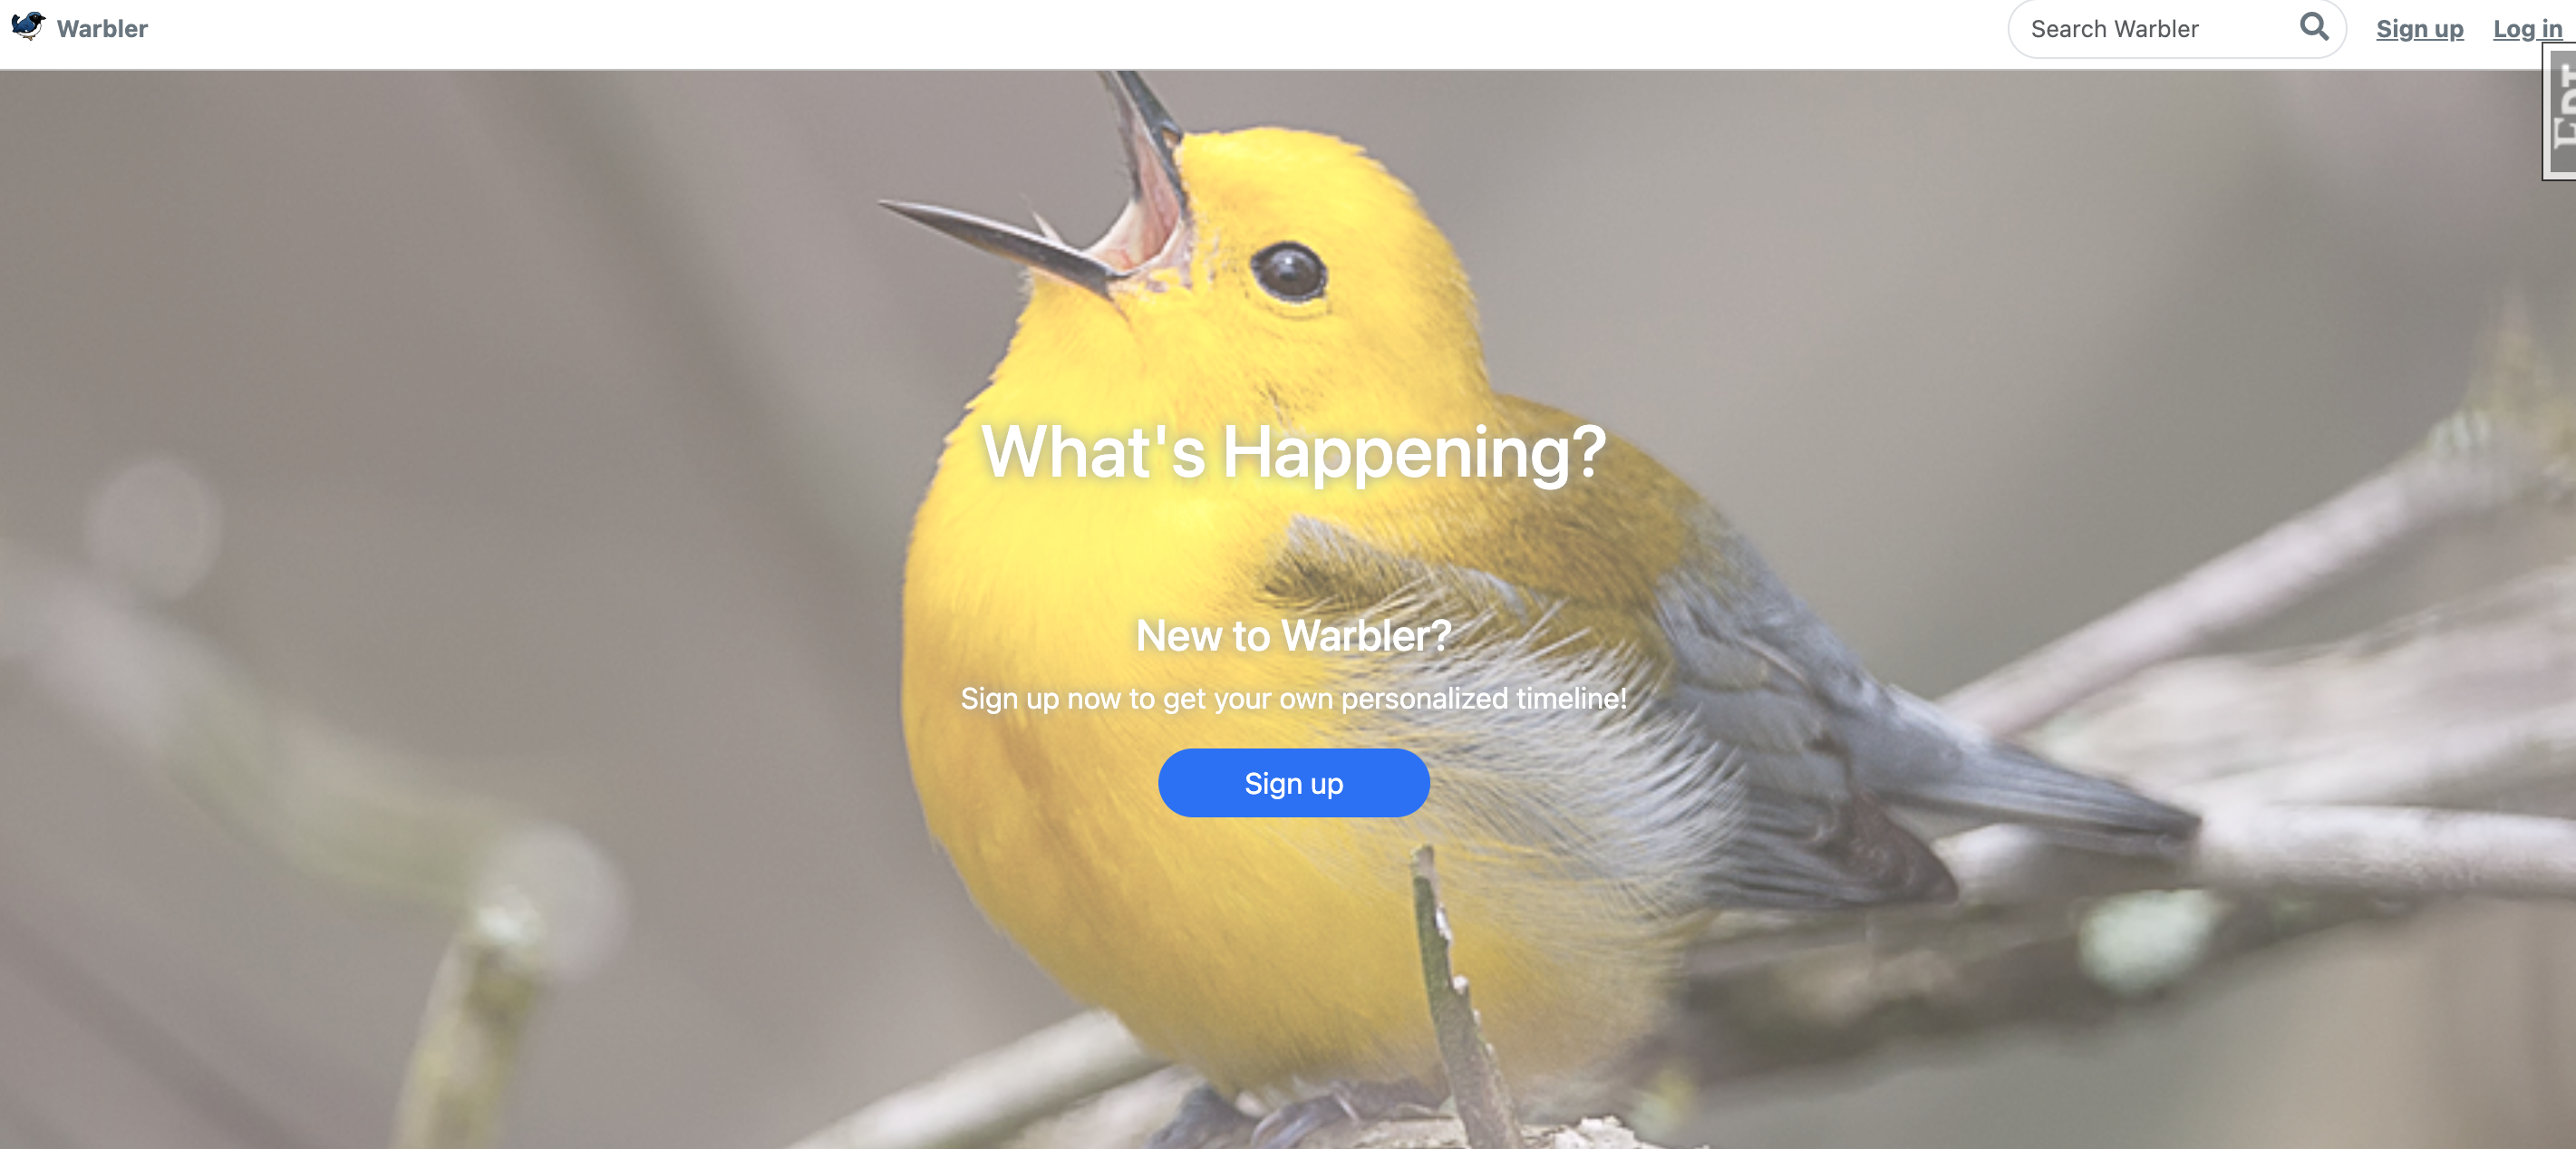 Warbler
Search Warbler
Sign up
Log in
What's Happening?
New to Warbler?
Sign up now to get your own personalized timeline!
Sign up